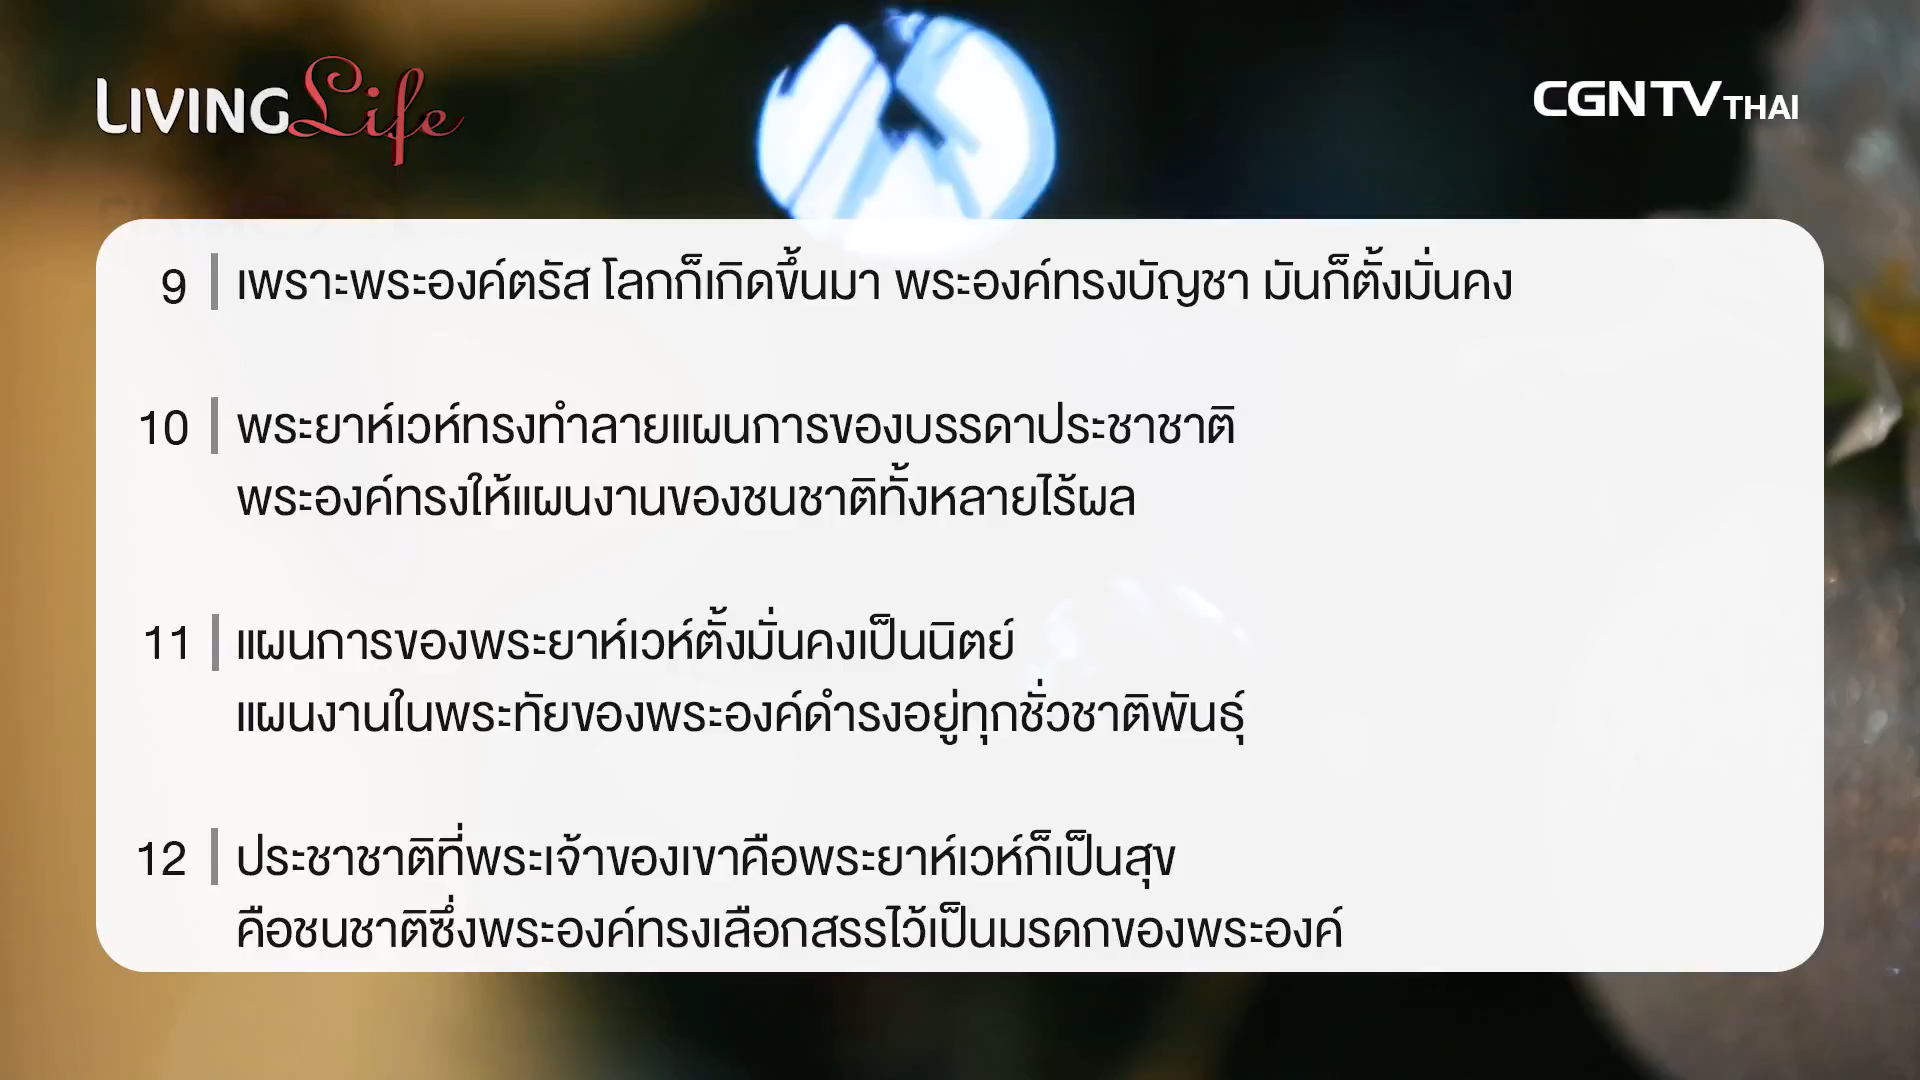 LIVING Life
CGNTV THAI
9 เพราะพระองค์ตรัส โลกก็เกิดขึ้นมา พระองค์ทรงบัญชา มันก็ตั้งมั่นคง
10 พระยาห์เวห์ทรงทำลายแผนการของบรรดาประชาชาติ
พระองค์ทรงให้แผนงานของชนชาติทั้งหลายไร้ผล
11 แผนการของพระยาห์เวห์ตั้งมั่นคงเป็นนิตย์
แผนงานในพระทัยของพระองค์ดำรงอยู่ทุกชั่วชาติพันธุ์
12 ประชาชาติที่พระเจ้าของเขาคือพระยาห์เวห์ก็เป็นสุข
คือชนชาติซึ่งพระองค์ทรงเลือกสรรไว้เป็นมรดกของพระองค์